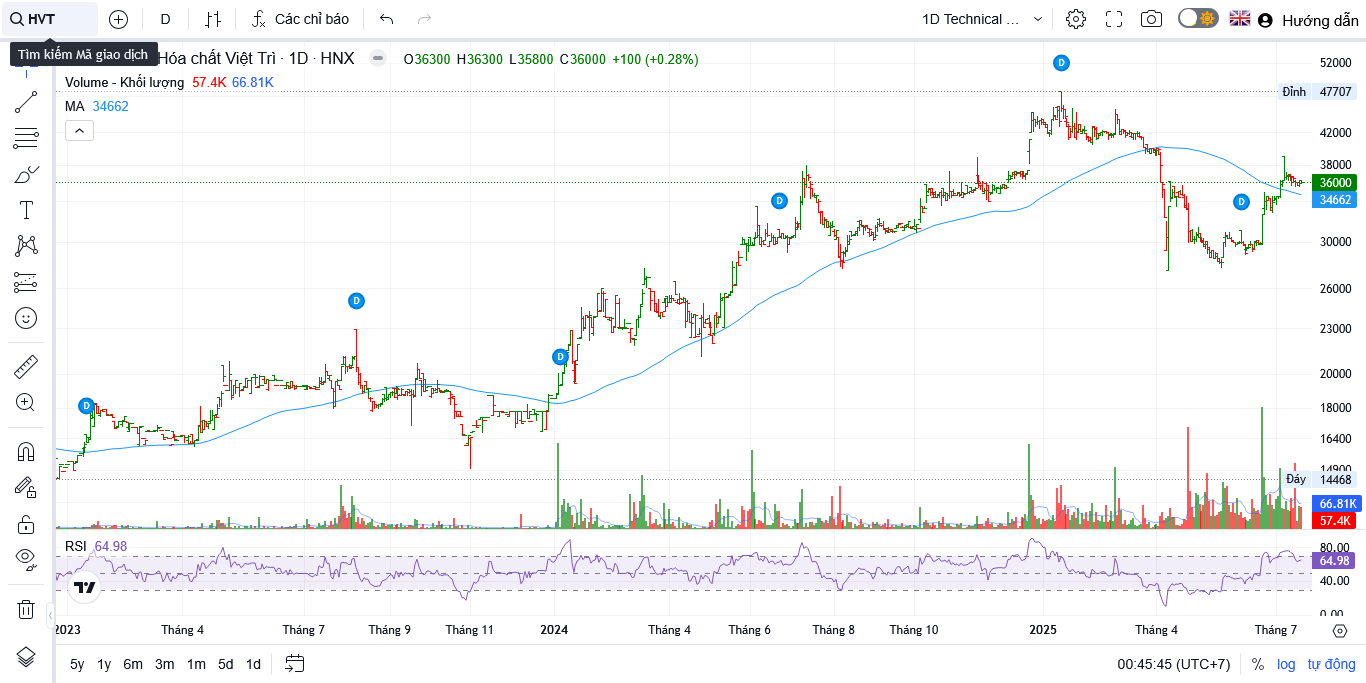 HVT
D
Các chỉ báo
1D Technical ...
Hướng dẫn
Tìm kiếm Mã giao dịch
Hóa chất Việt Trì · 1D · HNX
O36300 H36300 L35800 C36000 +100 (+0.28%)
Volume - Khối lượng 57.4K 66.81K
MA 34662
D
D
D
D
D
D
52000
Đỉnh 47707
42000
38000
36000
34662
30000
26000
23000
20000
18000
16400
14900
Đáy 14468
66.81K
57.4K
RSI 64.98
80.00
64.98
40.00
0.00
2023 Tháng 4 Tháng 7 Tháng 9 Tháng 11 2024 Tháng 4 Tháng 6 Tháng 8 Tháng 10 2025 Tháng 4 Tháng 7
5y 1y 6m 3m 1m 5d 1d
00:45:45 (UTC+7) % log tự động